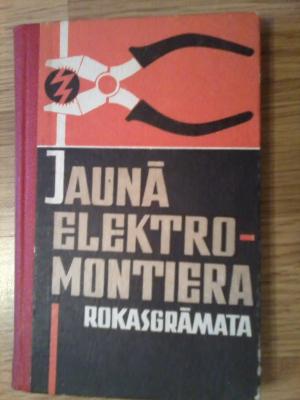 JAUNĀ
ELEKTRO-
MONTIERA
ROKASGRĀMATA